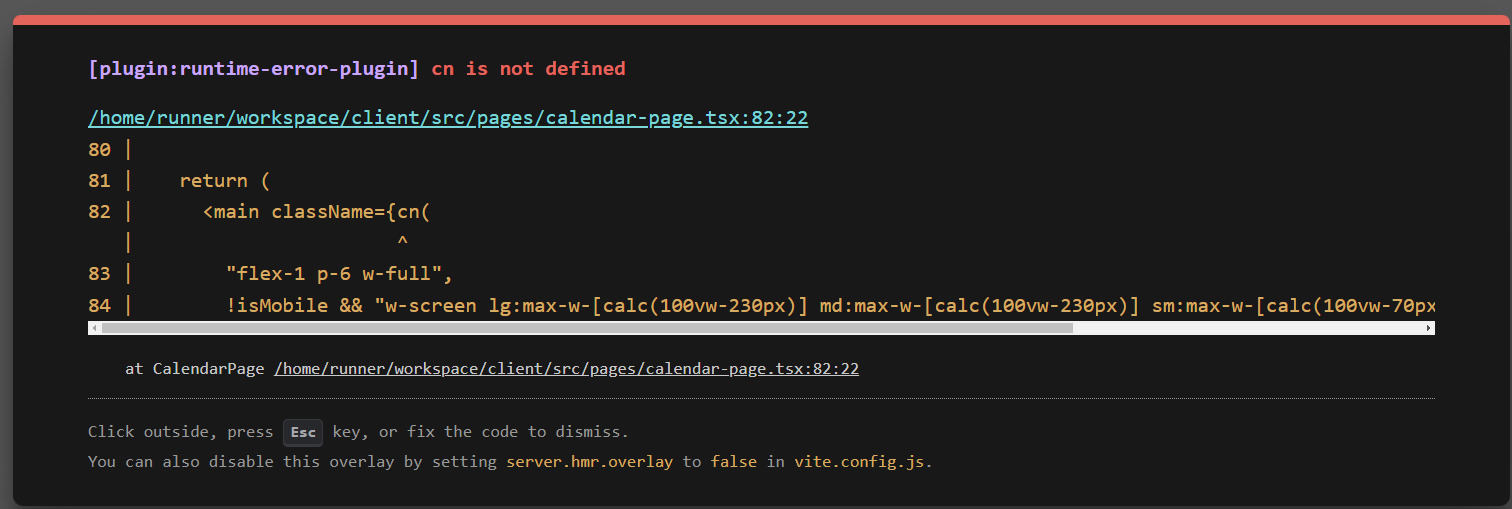 [plugin:runtime-error-plugin] cn is not defined
/home/runner/workspace/client/src/pages/calendar-page.tsx:82:22
80 |
81 |    return (
82 |      <main className={cn(
   |                       ^
83 |        "flex-1 p-6 w-full",
84 |        !isMobile && "w-screen lg:max-w-[calc(100vw-230px)] md:max-w-[calc(100vw-230px)] sm:max-w-[calc(100vw-70px
at CalendarPage /home/runner/workspace/client/src/pages/calendar-page.tsx:82:22
Click outside, press Esc key, or fix the code to dismiss.
You can also disable this overlay by setting server.hmr.overlay to false in vite.config.js.